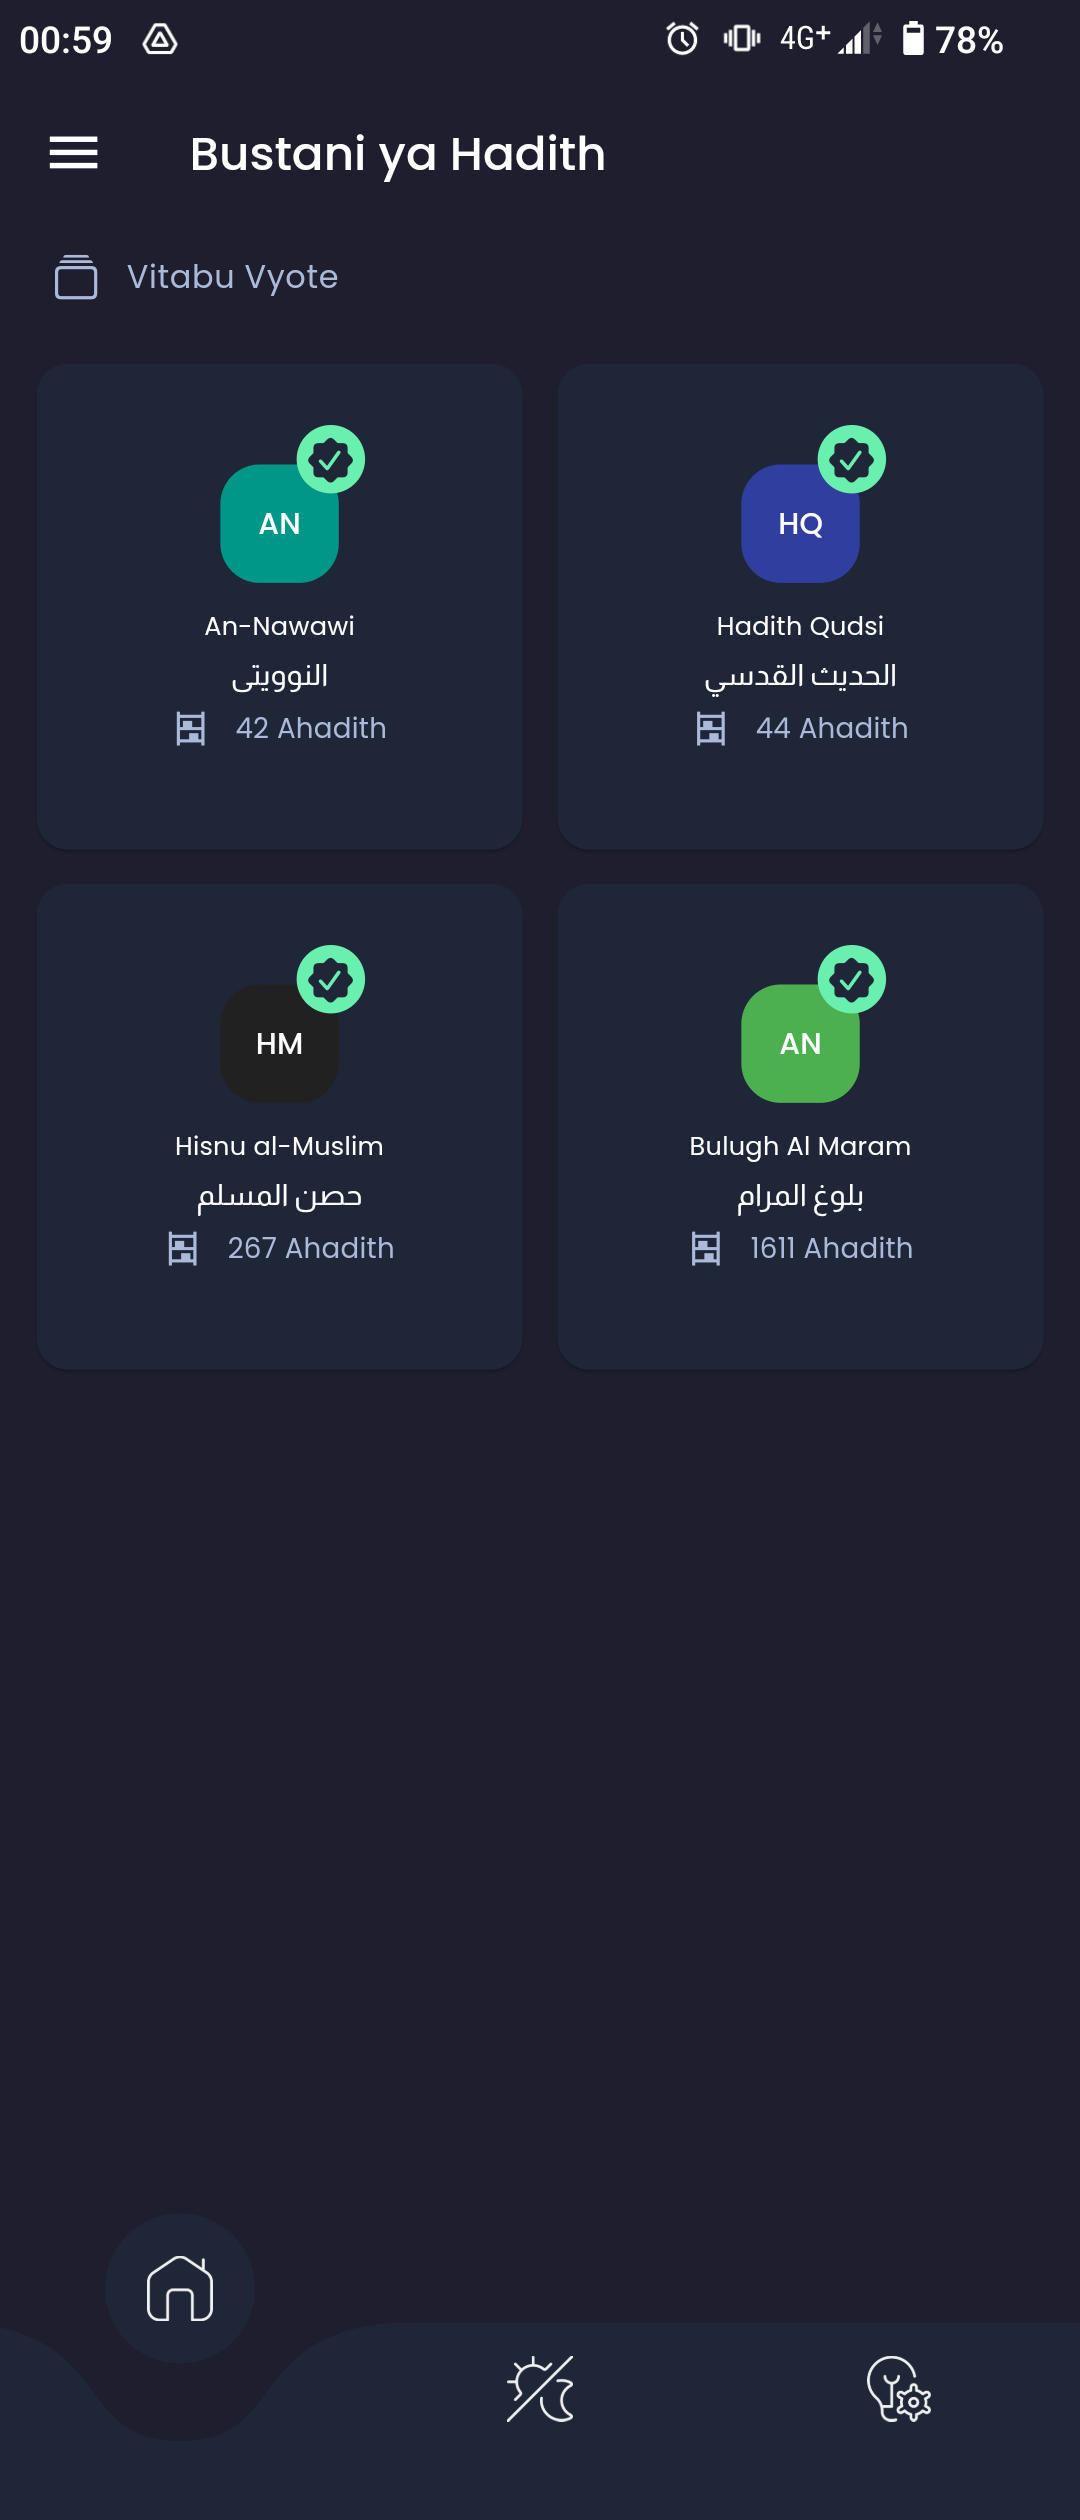 00:59
4G+
78%
Bustani ya Hadith
Vitabu Vyote
AN
An-Nawawi
النوويتى
42 Ahadith
HQ
Hadith Qudsi
الحديث القدسي
44 Ahadith
HM
Hisnu al-Muslim
حصن المسلم
267 Ahadith
AN
Bulugh Al Maram
بلوغ المرام
1611 Ahadith